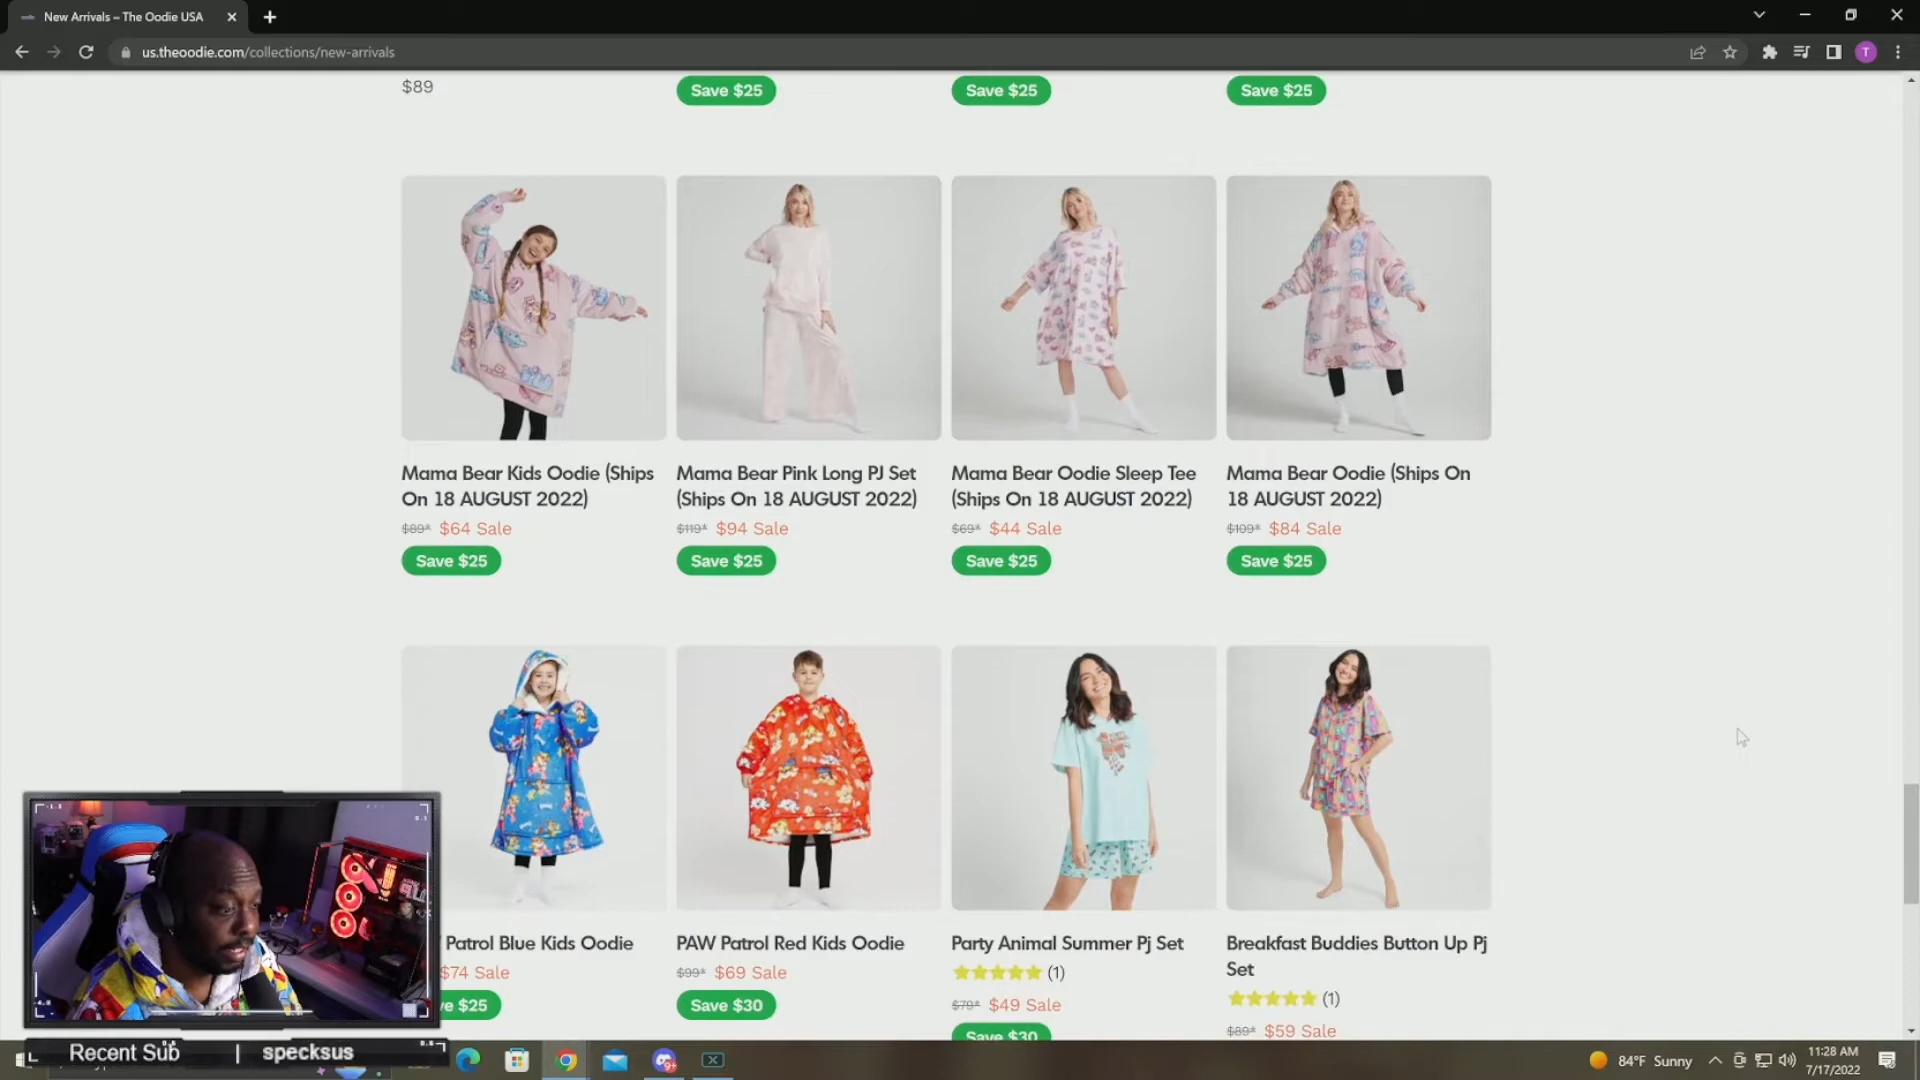 New Arrivals – The Oodie USA
us.theoodie.com/collections/new-arrivals
T
$89
Save $25
Save $25
Save $25
Mama Bear Kids Oodie (Ships
On 18 AUGUST 2022)
$89* $64 Sale
Save $25
Mama Bear Pink Long PJ Set
(Ships On 18 AUGUST 2022)
$119* $94 Sale
Save $25
Mama Bear Oodie Sleep Tee
(Ships On 18 AUGUST 2022)
$69* $44 Sale
Save $25
Mama Bear Oodie (Ships On
18 AUGUST 2022)
$109* $84 Sale
Save $25
Patrol Blue Kids Oodie
$74 Sale
$25
PAW Patrol Red Kids Oodie
$99* $69 Sale
Save $30
Party Animal Summer Pj Set
(1)
$79* $49 Sale
Save $30
Breakfast Buddies Button Up Pj
Set
(1)
$89* $59 Sale
Recent Sub | specksus
84°F Sunny
11:28 AM
7/17/2022